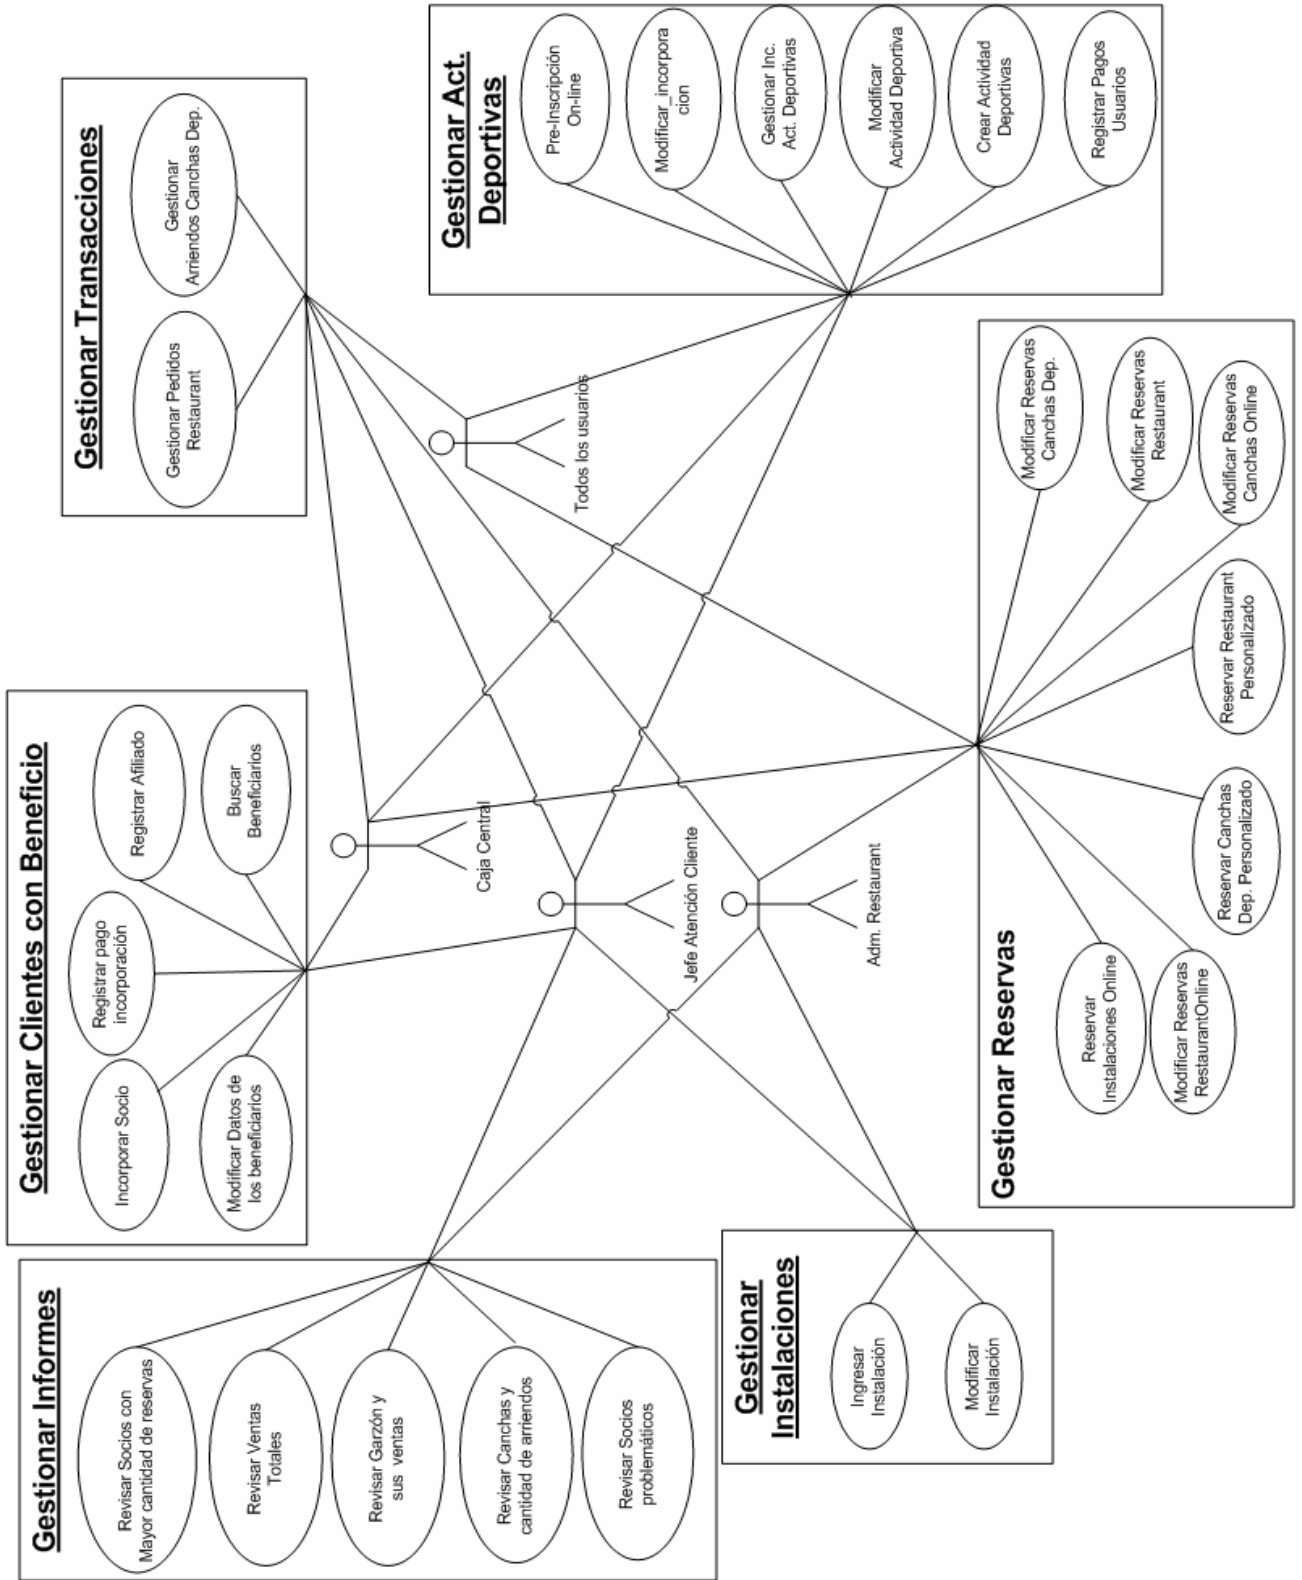 Gestionar Informes
Revisar Socios con
Mayor cantidad de reservas
Revisar Ventas
Totales
Revisar Garzón y
sus ventas
Revisar Canchas y
cantidad de arriendos
Revisar Socios
problemáticos
Gestionar Clientes con Beneficio
Incorporar Socio
Registrar pago
incorporación
Registrar Afiliado
Modificar Datos de
los beneficiarios
Buscar
Beneficiarios
Gestionar Transacciones
Gestionar Pedidos
Restaurant
Gestionar
Arriendos Canchas Dep.
Caja Central
Jefe Atención Cliente
Adm. Restaurant
Todos los usuarios
Gestionar Act.
Deportivas
Pre-Inscripción
On-line
Modificar_incorpora
cion
Gestionar Inc.
Act. Deportivas
Modificar
Actividad Deportiva
Crear Actividad
Deportivas
Registrar Pagos
Usuarios
Gestionar
Instalaciones
Ingresar
Instalación
Modificar
Instalación
Gestionar Reservas
Reservar
Instalaciones Online
Modificar Reservas
RestaurantOnline
Reservar Canchas
Dep. Personalizado
Reservar Restaurant
Personalizado
Modificar Reservas
Canchas Dep.
Modificar Reservas
Restaurant
Modificar Reservas
Canchas Online